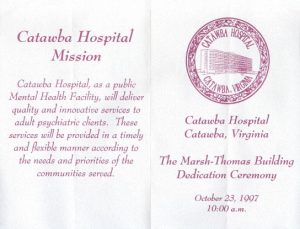 Catawba Hospital
Mission
Catawba Hospital, as a public
Mental Health Facility, will deliver
quality and innovative services to
adult psychiatric clients. These
services will be provided in a timely
and flexible manner according to
the needs and priorities of the
communities served.
CATAWBA HOSPITAL
CATAWBA, VIRGINIA
Catawba Hospital
Catawba, Virginia
The Marsh-Thomas Building
Dedication Ceremony
October 23, 1997
10:00 a.m.